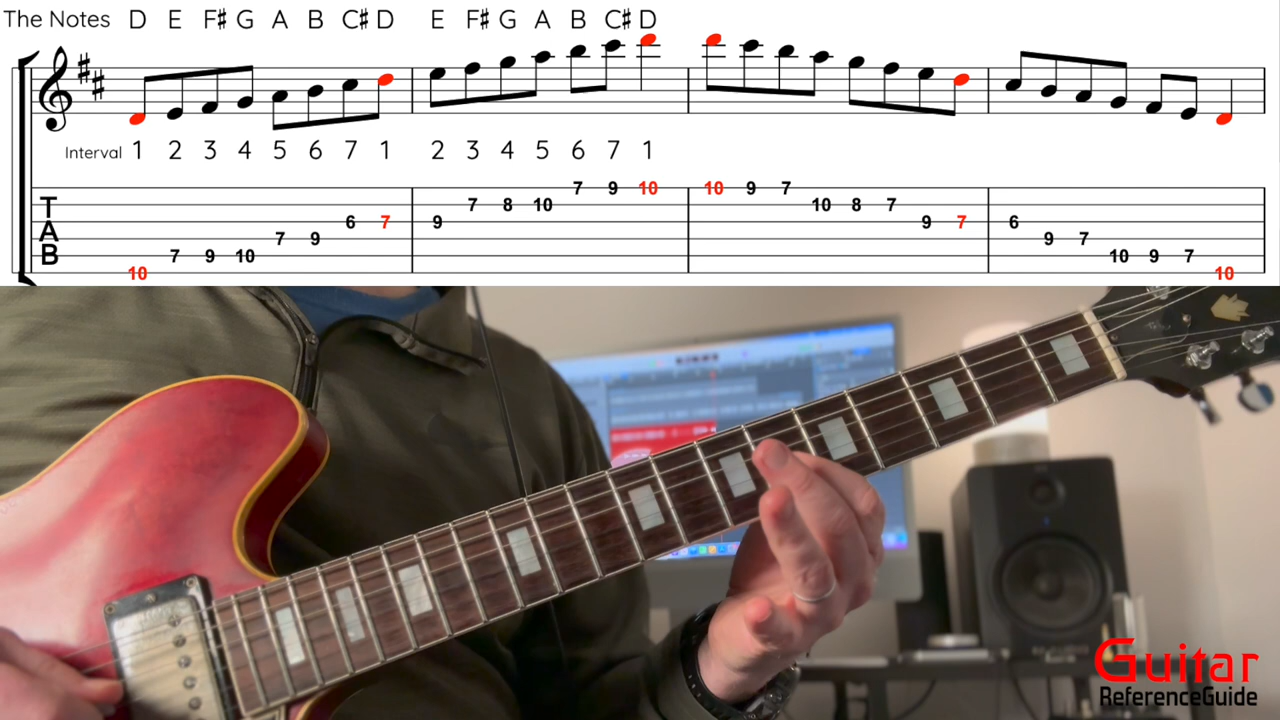 The Notes D E F# G A B C# D E F# G A B C# D
Interval 1 2 3 4 5 6 7 1 2 3 4 5 6 7 1
7 9 10 10 9 7
7 8 10 10 8 7
T 6 7 9 9 7 6
A 7 9 9 7
B 7 9 10 10 9 7
10 10
Guitar
ReferenceGuide